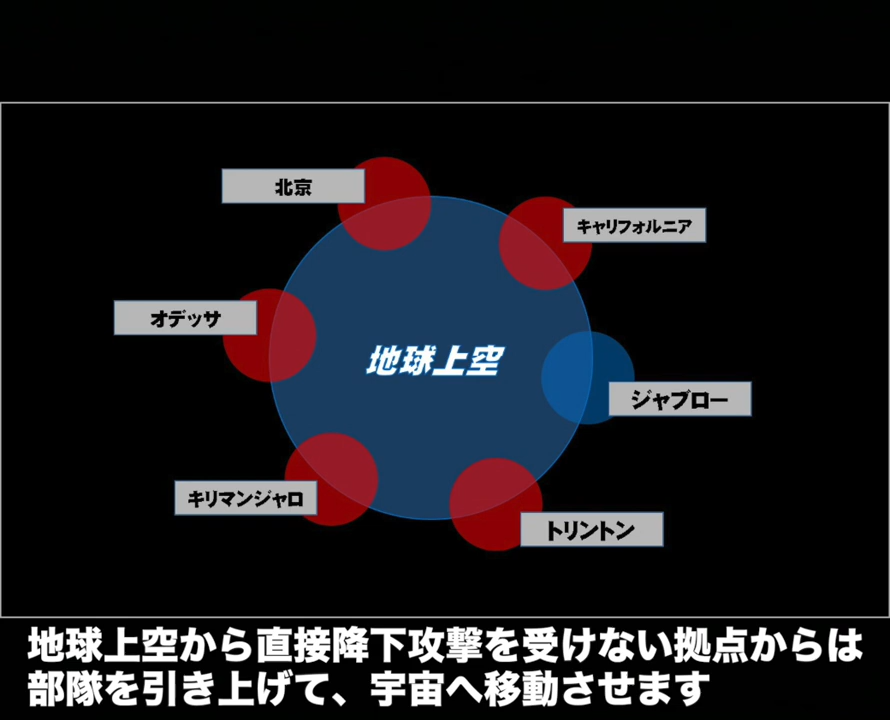 北京
キャリフォルニア
オデッサ
地球上空
ジャブロー
キリマンジャロ
トリントン
地球上空から直接降下攻撃を受けない拠点からは
部隊を引き上げて、宇宙へ移動させます